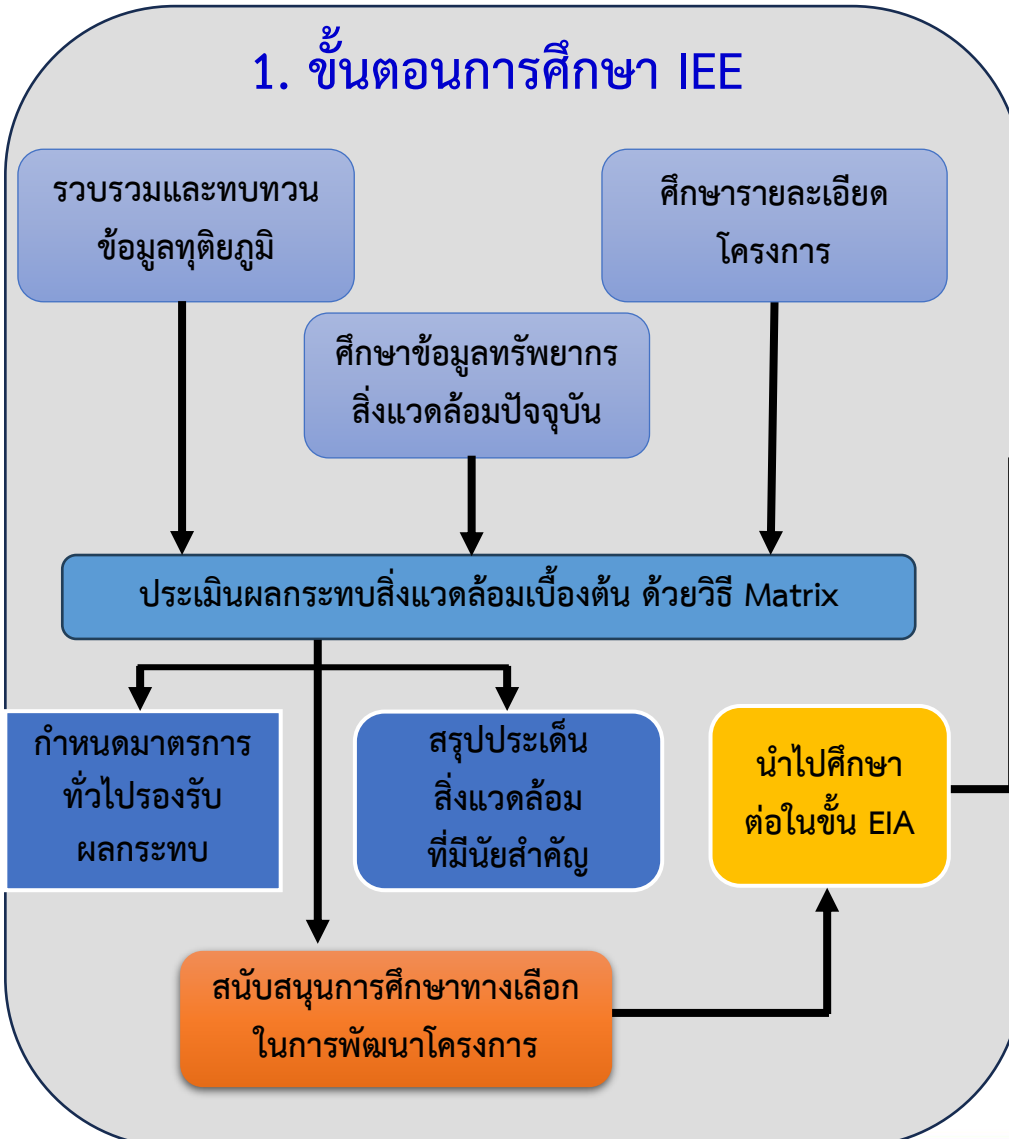 1. ขั้นตอนการศึกษา IEE
รวบรวมและทบทวน
ข้อมูลทุติยภูมิ
ศึกษารายละเอียด
โครงการ
ศึกษาข้อมูลทรัพยากร
สิ่งแวดล้อมปัจจุบัน
ประเมินผลกระทบสิ่งแวดล้อมเบื้องต้น ด้วยวิธี Matrix
กำหนดมาตรการ
ทั่วไปรองรับ
ผลกระทบ
สรุปประเด็น
สิ่งแวดล้อม
ที่มีนัยสำคัญ
นำไปศึกษา
ต่อในขั้น EIA
สนับสนุนการศึกษาทางเลือก
ในการพัฒนาโครงการ